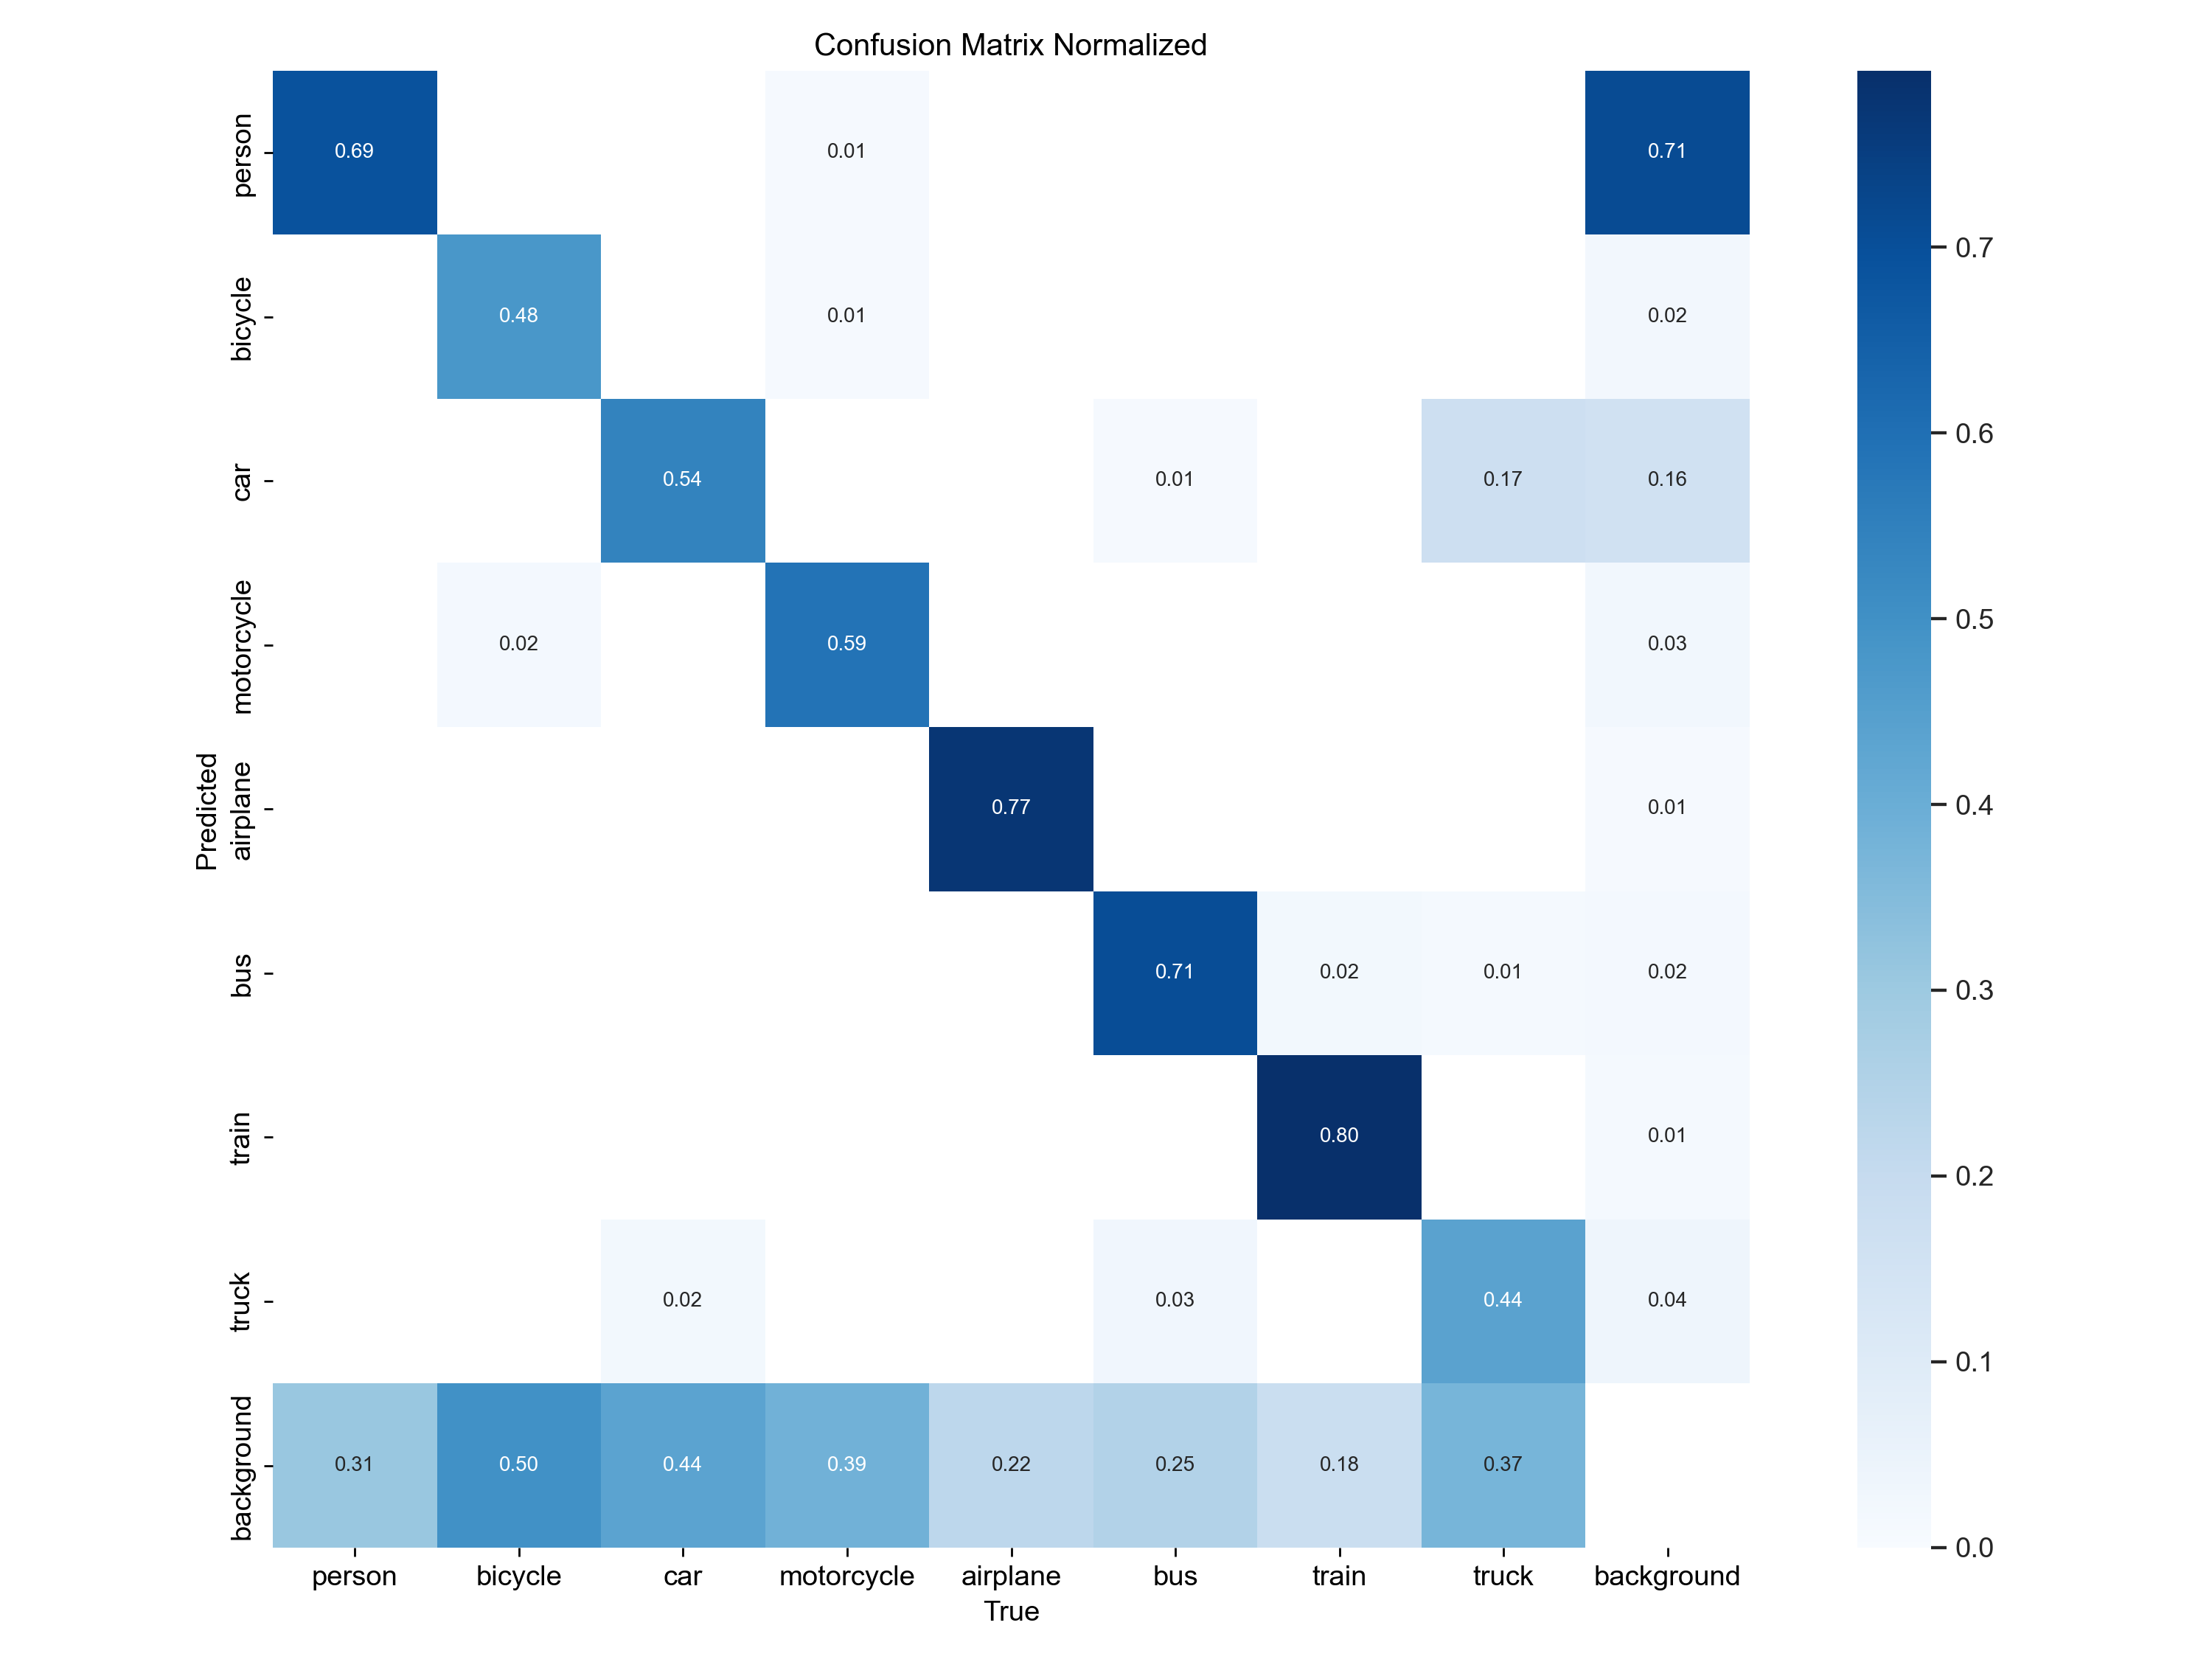 Confusion Matrix Normalized
person 0.69 0.01 0.71
bicycle 0.48 0.01 0.02
car 0.54 0.01 0.17 0.16
motorcycle 0.02 0.59 0.03
airplane 0.77 0.01
bus 0.71 0.02 0.01 0.02
train 0.80 0.01
truck 0.02 0.03 0.44 0.04
background 0.31 0.50 0.44 0.39 0.22 0.25 0.18 0.37
Predicted
person bicycle car motorcycle airplane bus train truck background
True
0.7
0.6
0.5
0.4
0.3
0.2
0.1
0.0